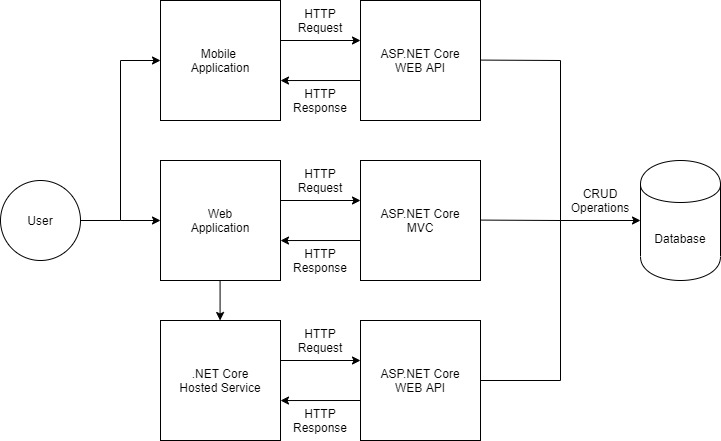 HTTP
Request
Mobile
Application
ASP.NET Core
WEB API
HTTP
Response
HTTP
Request
CRUD
Operations
User
Web
Application
ASP.NET Core
MVC
Database
HTTP
Response
HTTP
Request
.NET Core
Hosted Service
ASP.NET Core
WEB API
HTTP
Response